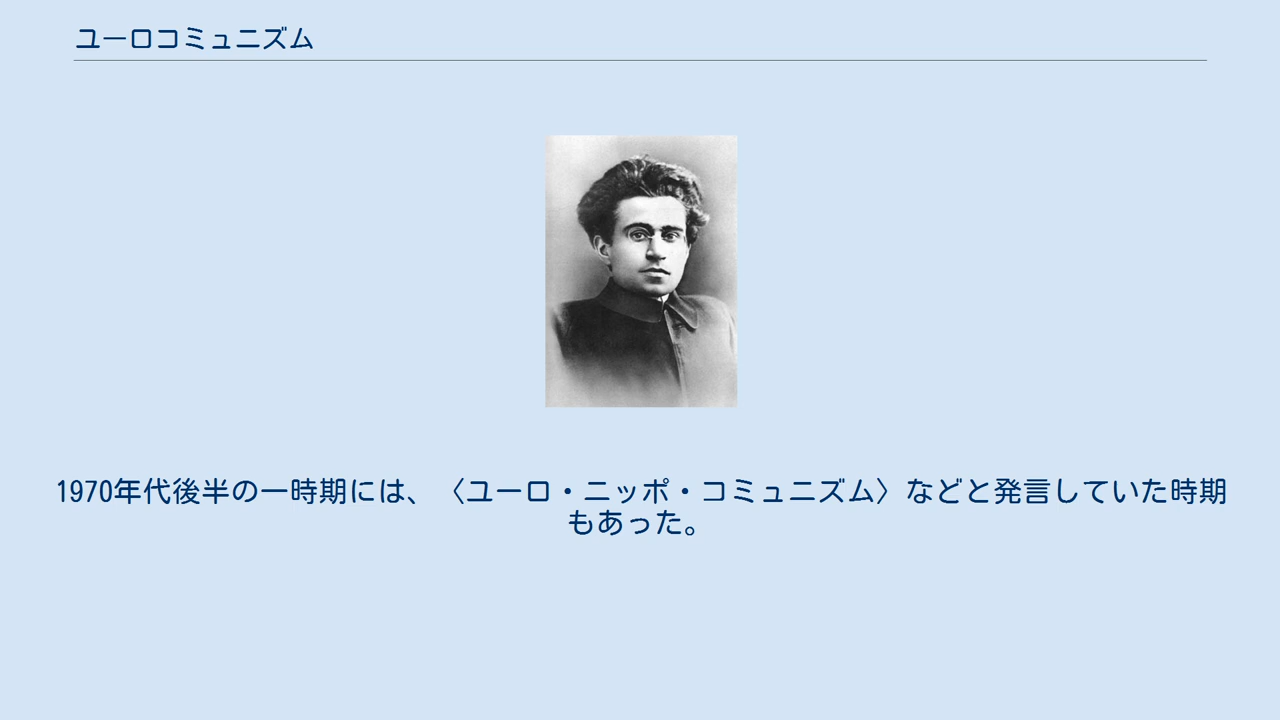 ユーロコミュニズム
1970年代後半の一時期には、〈ユーロ・ニッポ・コミュニズム〉などと発言していた時期
もあった。